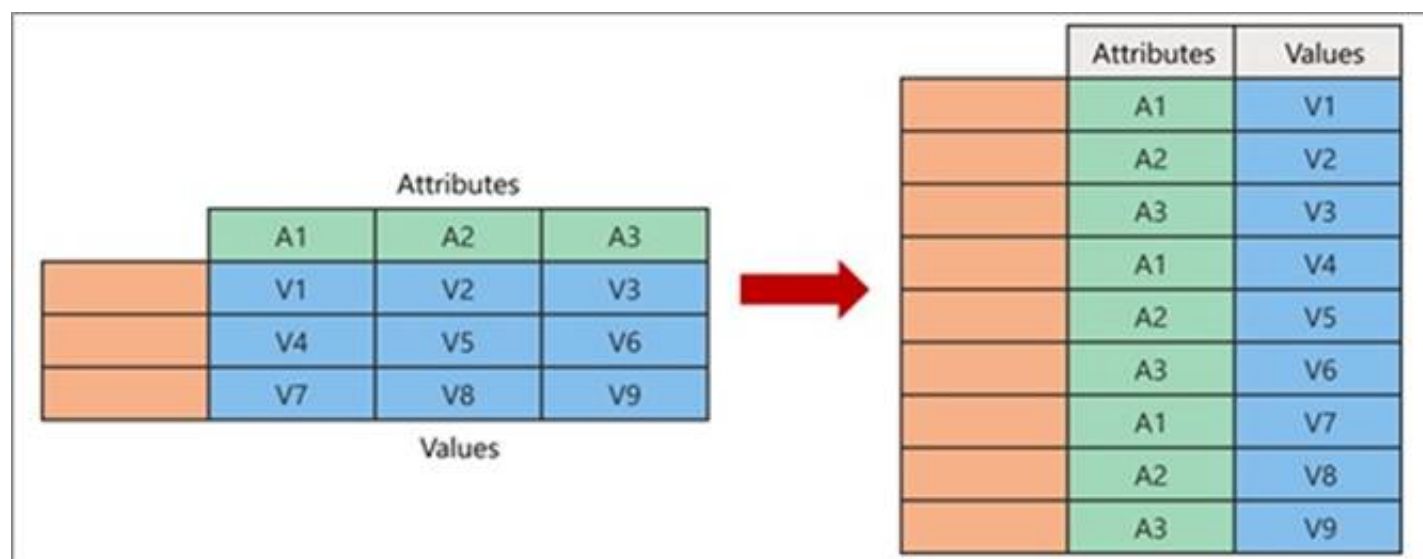 Attributes
A1 A2 A3
V1 V2 V3
V4 V5 V6
V7 V8 V9
Values
Attributes Values
A1 V1
A2 V2
A3 V3
A1 V4
A2 V5
A3 V6
A1 V7
A2 V8
A3 V9